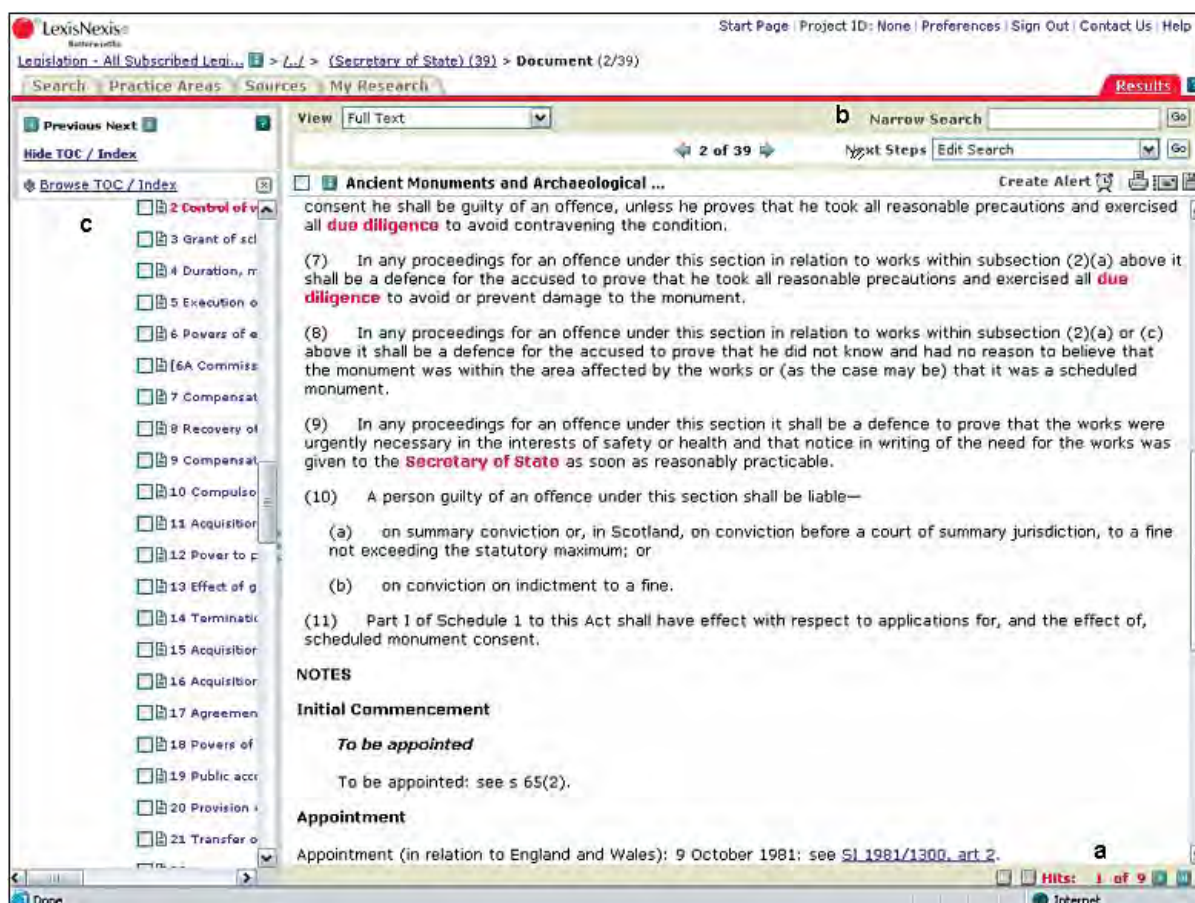 LexisNexis®
Butterworths
Start Page | Project ID: None | Preferences | Sign Out | Contact Us | Help
Legislation - All Subscribed Legi... > /../ > (Secretary of State) (39) > Document (2/39)
Search Practice Areas Sources My Research
Results
Previous Next
Hide TOC / Index
View Full Text
b Narrow Search Go
2 of 39
Next Steps Edit Search Go
Browse TOC / Index
Ancient Monuments and Archaeological ...
Create Alert
c
2 Control of
3 Grant of
4 Duration,
5 Execution
6 Powers of
[6A
7
8 Recovery
9
10
11
12 Power to
13 Effect of
14
15
16
17
18 Powers of
19 Public
20 Provision
21 Transfer
consent he shall be guilty of an offence, unless he proves that he took all reasonable precautions and exercised
all due diligence to avoid contravening the condition.
(7) In any proceedings for an offence under this section in relation to works within subsection (2)(a) above it
shall be a defence for the accused to prove that he took all reasonable precautions and exercised all due
diligence to avoid or prevent damage to the monument.
(8) In any proceedings for an offence under this section in relation to works within subsection (2)(a) or (c)
above it shall be a defence for the accused to prove that he did not know and had no reason to believe that
the monument was within the area affected by the works or (as the case may be) that it was a scheduled
monument.
(9) In any proceedings for an offence under this section it shall be a defence to prove that the works were
urgently necessary in the interests of safety or health and that notice in writing of the need for the works was
given to the Secretary of State as soon as reasonably practicable.
(10) A person guilty of an offence under this section shall be liable—
(a) on summary conviction or, in Scotland, on conviction before a court of summary jurisdiction, to a fine
not exceeding the statutory maximum; or
(b) on conviction on indictment to a fine.
(11) Part I of Schedule 1 to this Act shall have effect with respect to applications for, and the effect of,
scheduled monument consent.
NOTES
Initial Commencement
To be appointed
To be appointed: see s 65(2).
Appointment
Appointment (in relation to England and Wales): 9 October 1981: see SI 1981/1300, art 2.
a
Hits: 1 of 9
Done
Internet